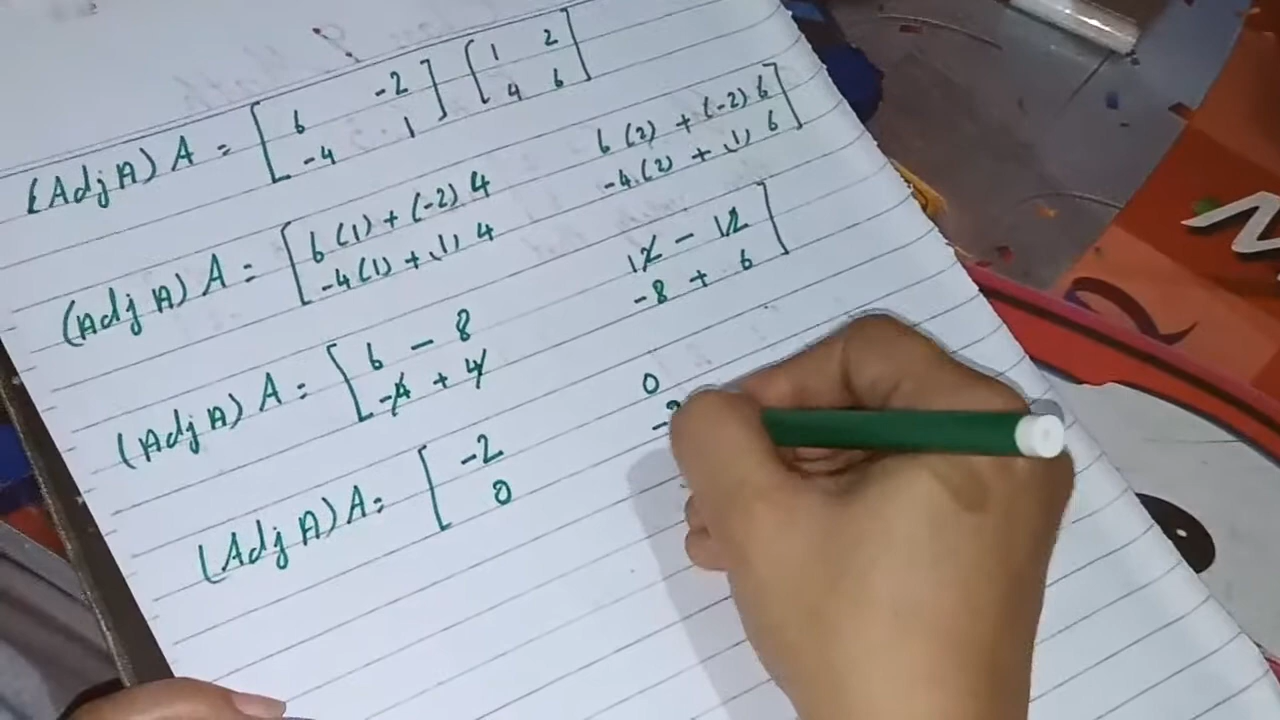 (Adj A) A = [ 6 -2 ] [ 1 2 ]
[ -4 1 ] [ 4 6 ]
(Adj A) A = [ 6 (1) + (-2) 4 6 (2) + (-2) 6 ]
[ -4 (1) + (1) 4 -4 (2) + (1) 6 ]
(Adj A) A = [ 6 - 8 12 - 12 ]
[ -4 + 4 -8 + 6 ]
(Adj A) A = [ -2 0
[ 0